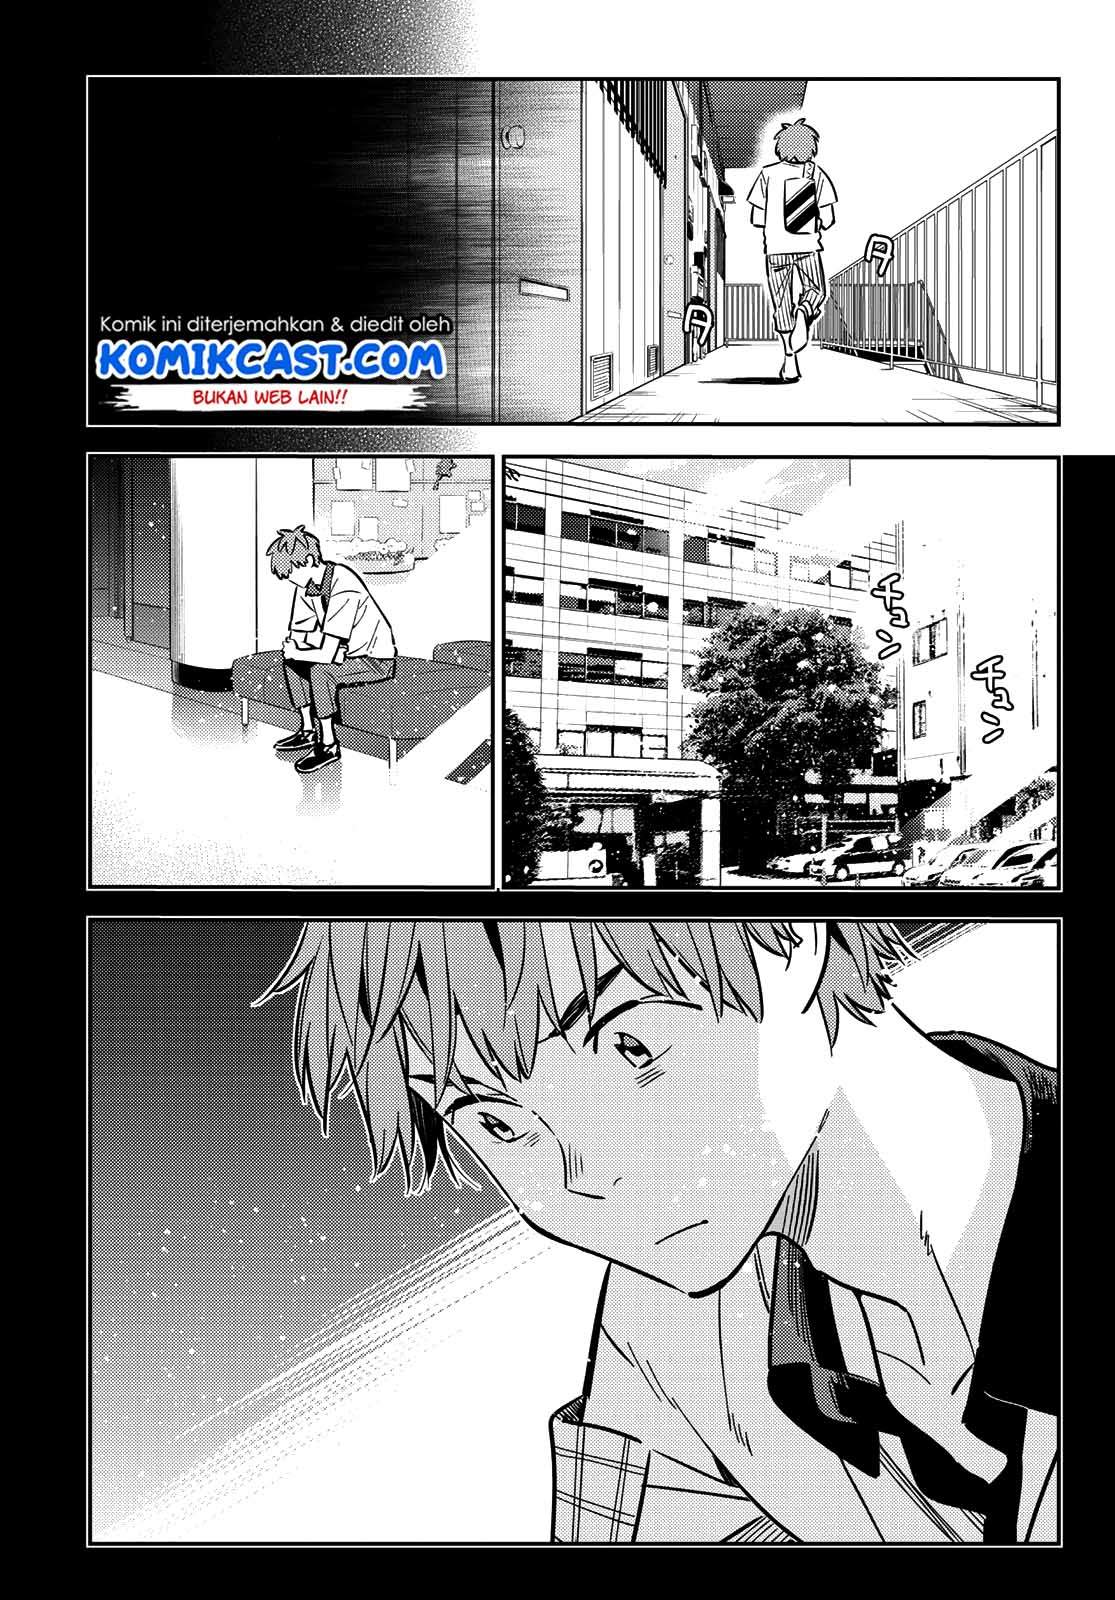 タ
タ
Komik ini diterjemahkan & diedit oleh
KOMIKCAST.COM
BUKAN WEB LAIN!!
チュン
チュン